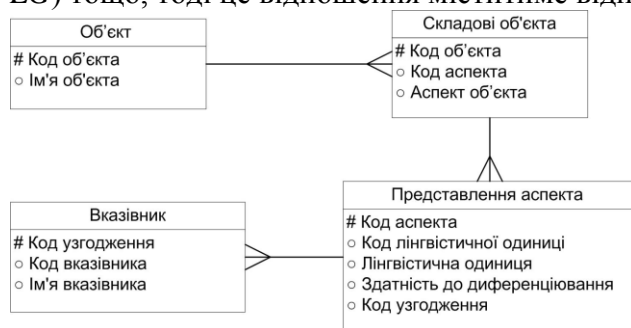 EG) тощо, тоді це відношення міститиме відн
Об’єкт
# Код об’єкта
○ Ім'я об'єкта
Складові об'єкта
# Код об’єкта
○ Код аспекта
○ Аспект об’єкта
Вказівник
# Код узгодження
○ Код вказівника
○ Ім'я вказівника
Представлення аспекта
# Код аспекта
○ Код лінгвістичної одиниці
○ Лінгвістична одиниця
○ Здатність до диференціювання
○ Код узгодження